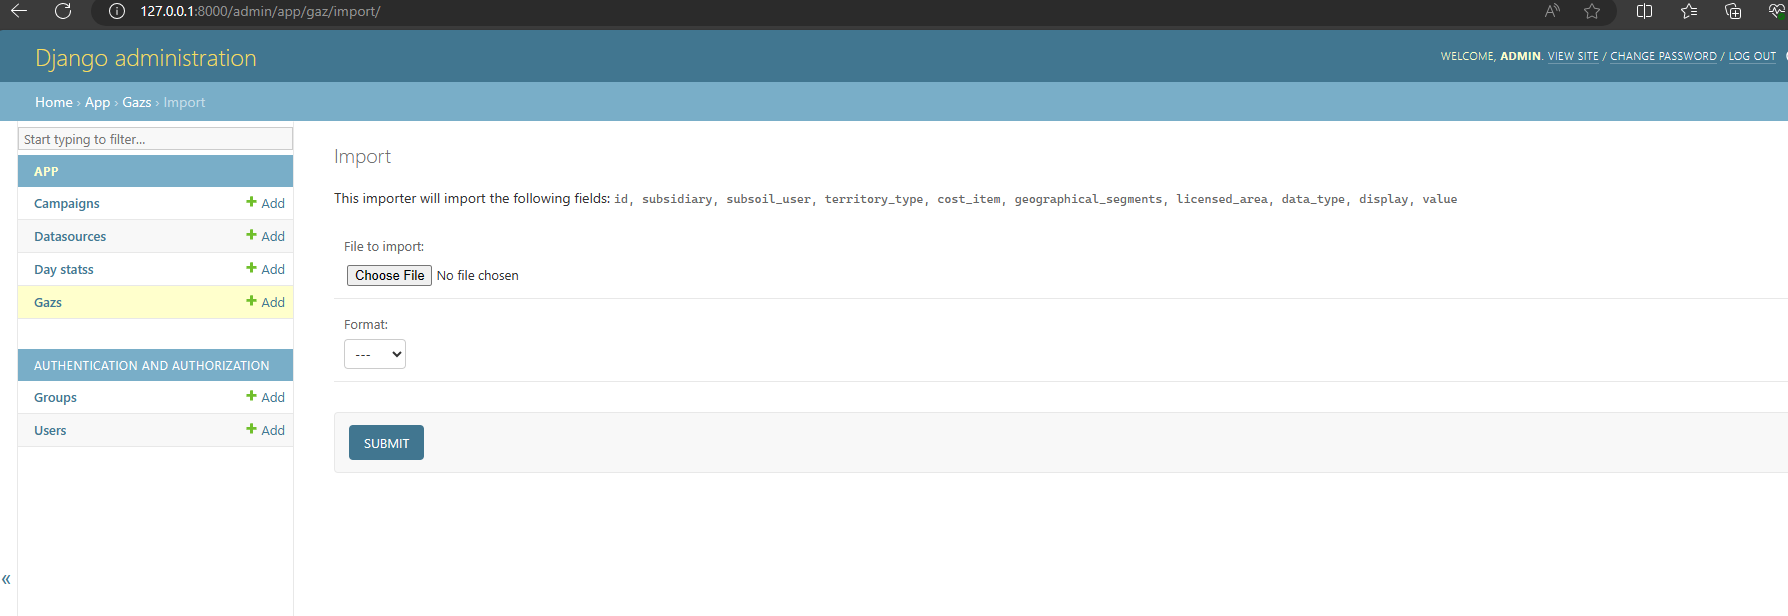 127.0.0.1:8000/admin/app/gaz/import/
Django administration
WELCOME, ADMIN. VIEW SITE / CHANGE PASSWORD / LOG OUT
Home › App › Gazs › Import
Start typing to filter...
APP
Campaigns + Add
Datasources + Add
Day statss + Add
Gazs + Add
AUTHENTICATION AND AUTHORIZATION
Groups + Add
Users + Add
«
Import
This importer will import the following fields: id, subsidiary, subsoil_user, territory_type, cost_item, geographical_segments, licensed_area, data_type, display, value
File to import:
Choose File No file chosen
Format:
---
SUBMIT